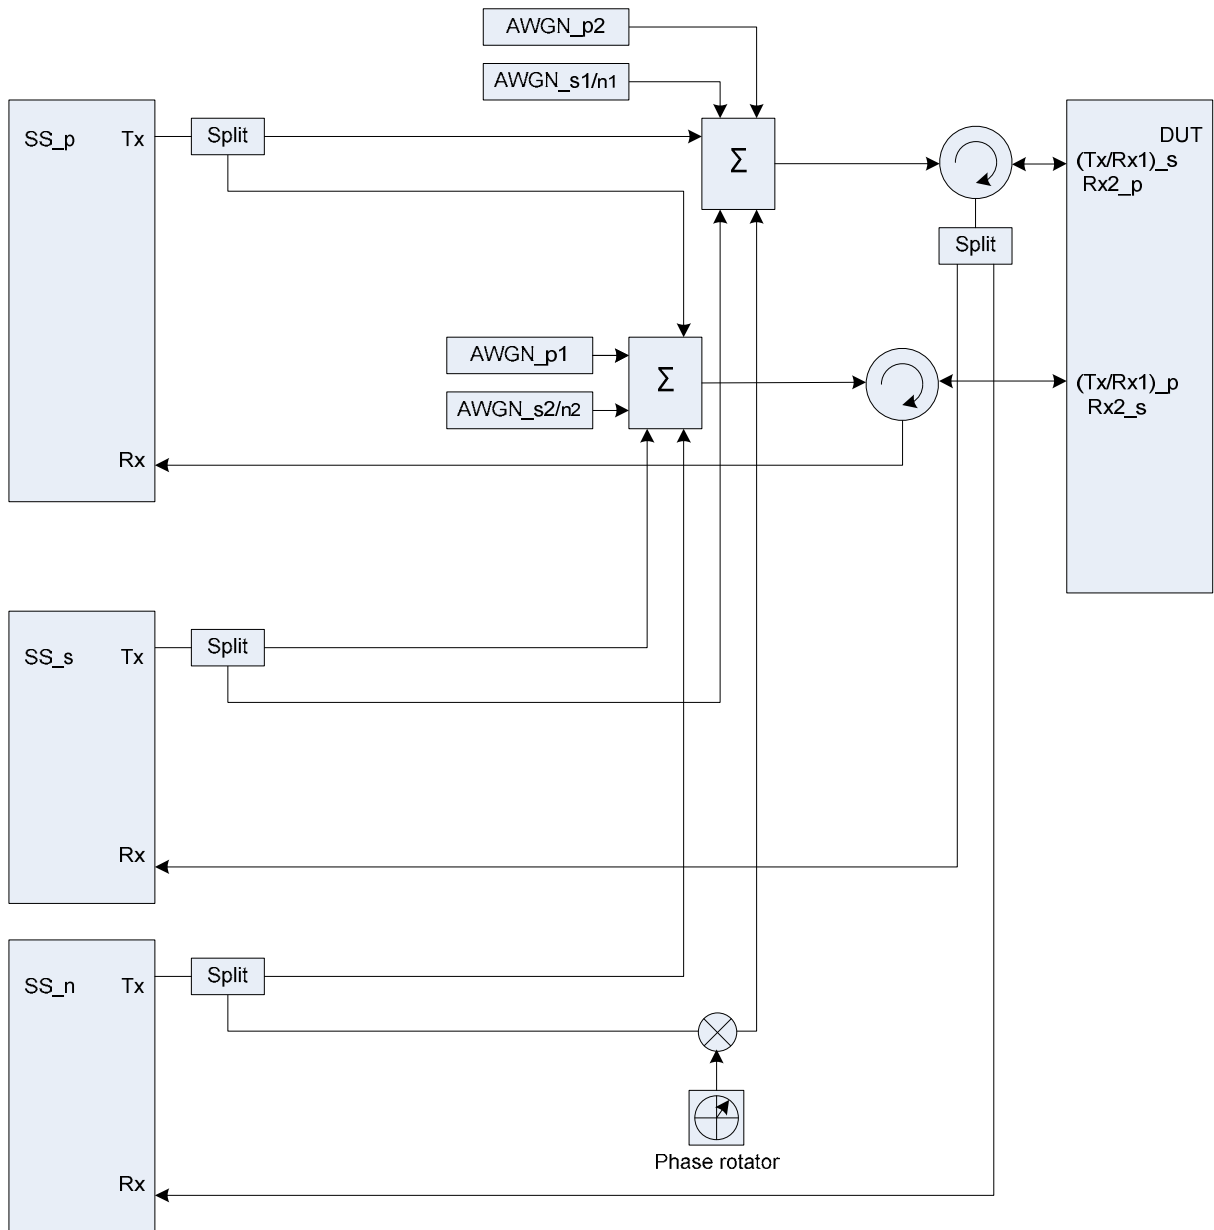 AWGN_p2
AWGN_s1/n1
SS_p Tx
Split
Σ
DUT
(Tx/Rx1)_s
Rx2_p
Split
AWGN_p1
Σ
(Tx/Rx1)_p
AWGN_s2/n2
Rx2_s
Rx
SS_s Tx
Split
Rx
SS_n Tx
Split
Phase rotator
Rx